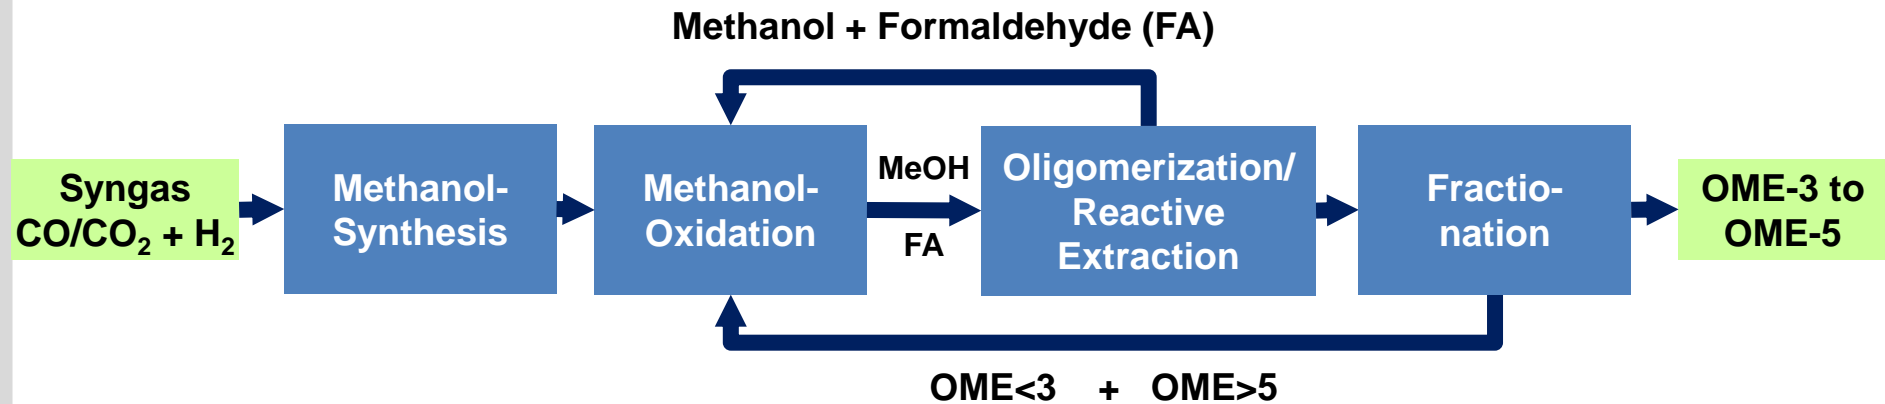 Methanol + Formaldehyde (FA)
Syngas
CO/CO₂ + H₂
Methanol-
Synthesis
Methanol-
Oxidation
MeOH
FA
Oligomerization/
Reactive
Extraction
Fractio-
nation
OME-3 to
OME-5
OME<3 + OME>5